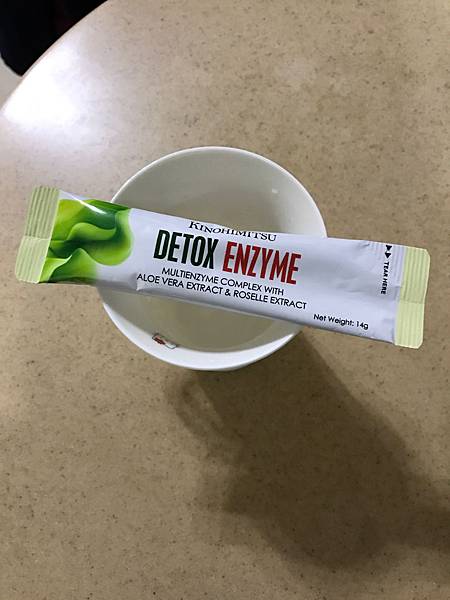 KINOHIMITSU
DETOX ENZYME
MULTIENZYME COMPLEX WITH
ALOE VERA EXTRACT & ROSELLE EXTRACT
Net Weight: 14g
TEAR HERE